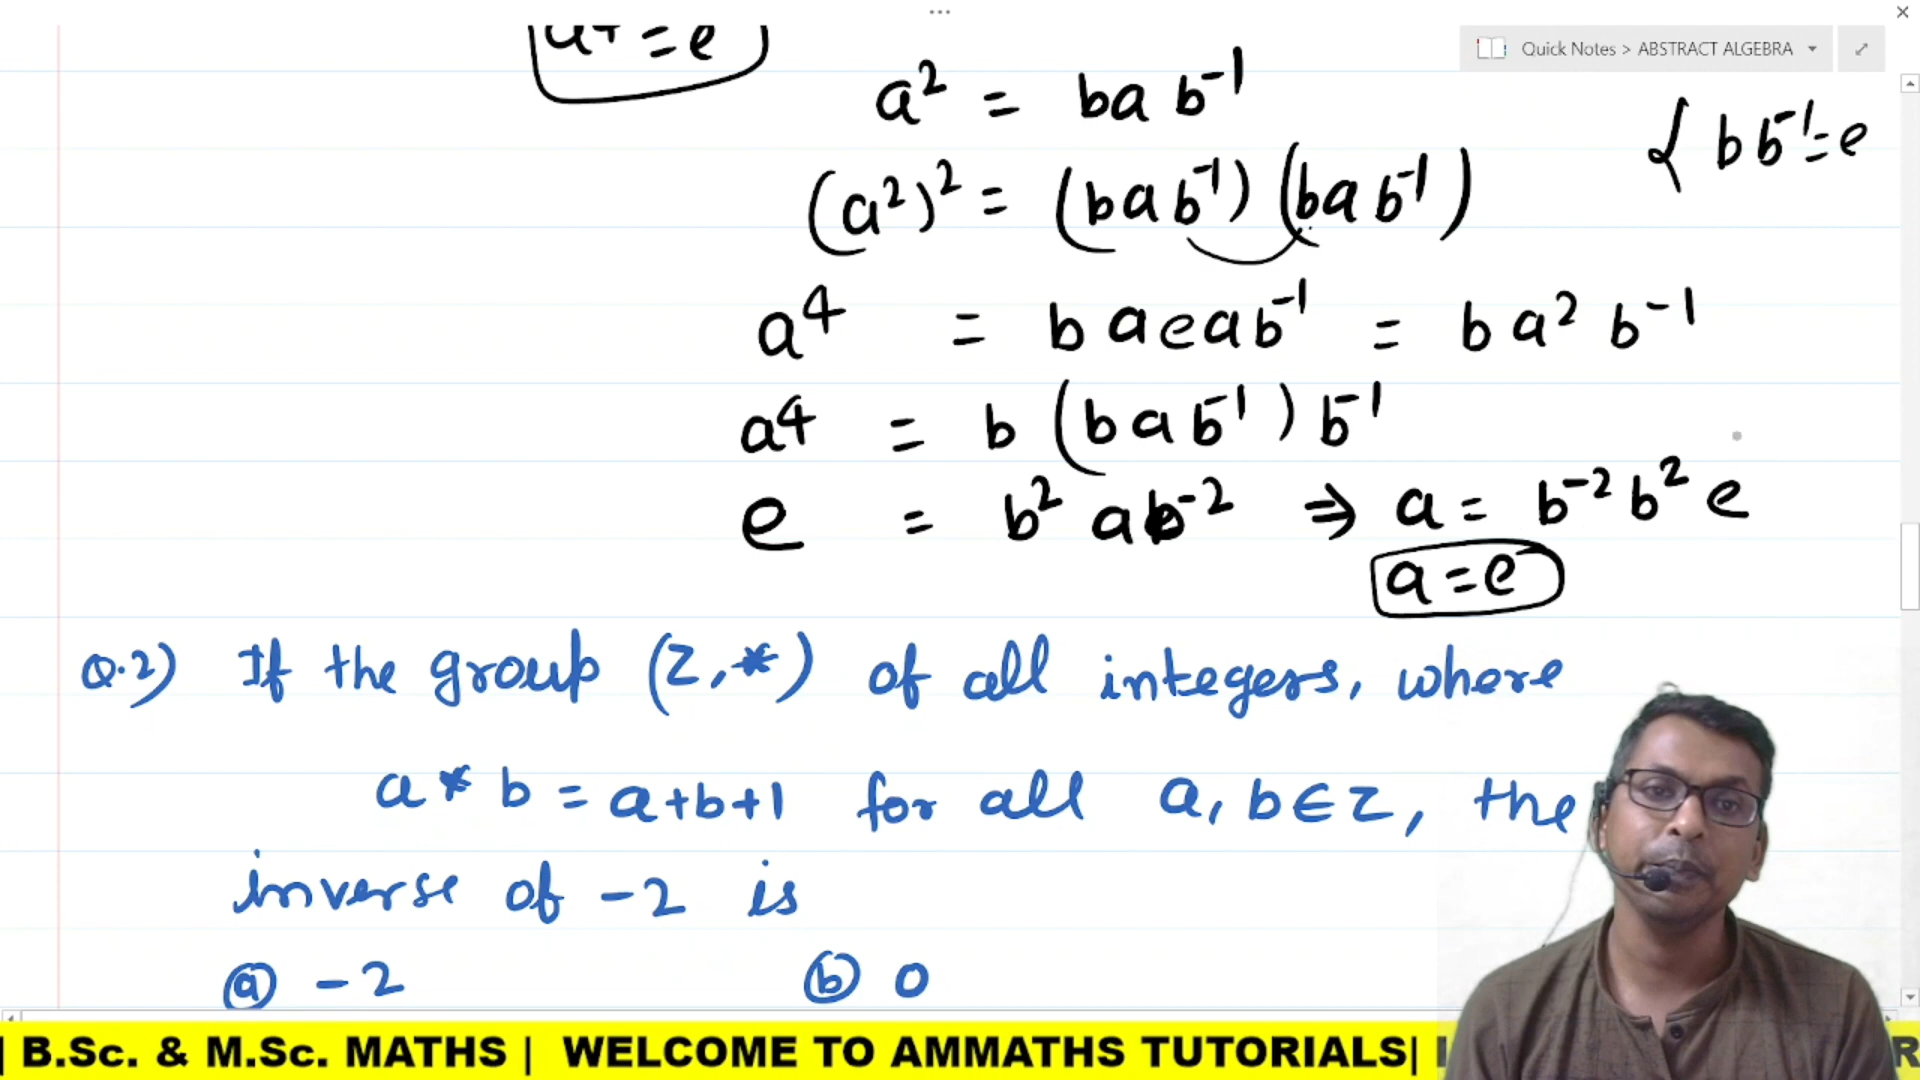 Quick Notes > ABSTRACT ALGEBRA
= e
a² = bab⁻¹
{ bb⁻¹ = e
(a²)² = (bab⁻¹)(bab⁻¹)
a⁴ = baeab⁻¹ = ba²b⁻¹
a⁴ = b(bab⁻¹)b⁻¹
e = b²ab⁻² ⇒ a = b⁻²b²e
a = e
Q.2) If the group (Z,*) of all integers, where
a * b = a+b+1 for all a, b ∈ Z, the
inverse of -2 is
(a) -2 (b) 0
| B.Sc. & M.Sc. MATHS | WELCOME TO AMMATHS TUTORIALS|